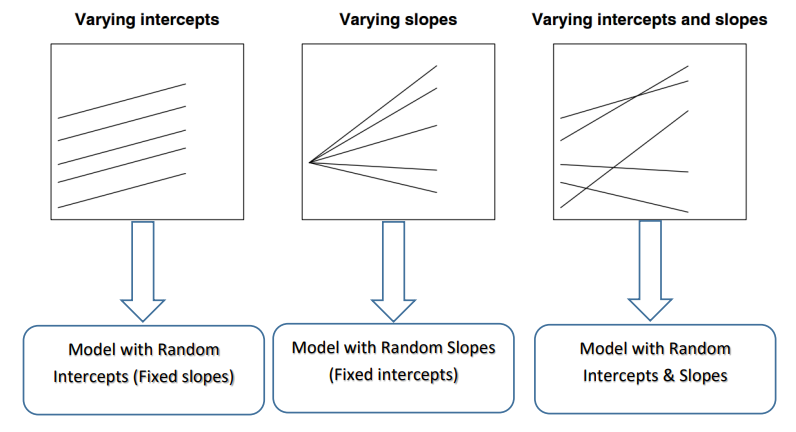 Varying intercepts
Varying slopes
Varying intercepts and slopes
Model with Random
Intercepts (Fixed slopes)
Model with Random Slopes
(Fixed intercepts)
Model with Random
Intercepts & Slopes